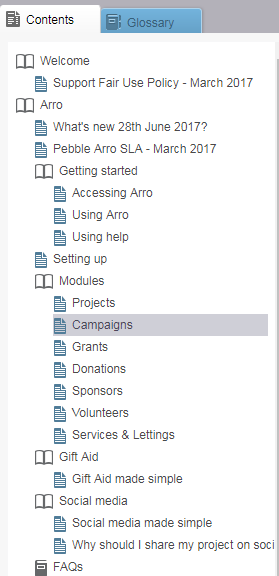 Contents
Glossary
Welcome
Support Fair Use Policy - March 2017
Arro
What's new 28th June 2017?
Pebble Arro SLA - March 2017
Getting started
Accessing Arro
Using Arro
Using help
Setting up
Modules
Projects
Campaigns
Grants
Donations
Sponsors
Volunteers
Services & Lettings
Gift Aid
Gift Aid made simple
Social media
Social media made simple
Why should I share my project on soci
FAQs